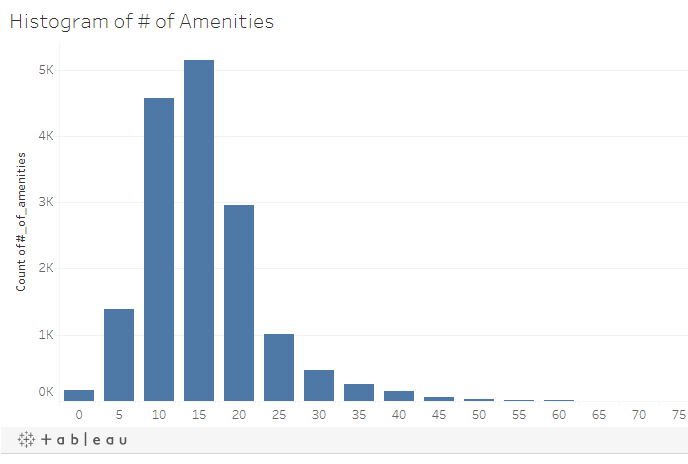 Histogram of # of Amenities
5K
4K
3K
2K
1K
0K
Count of #_of_amenities
0 5 10 15 20 25 30 35 40 45 50 55 60 65 70 75
+ a b | e a u